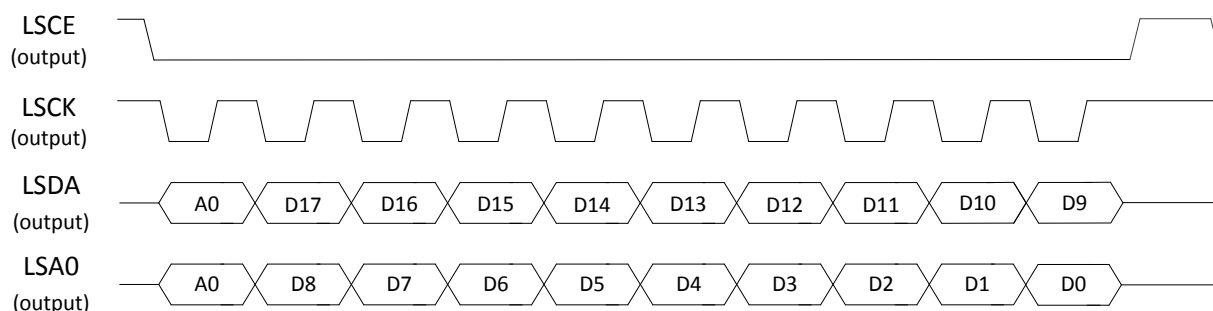 LSCE
(output)
LSCK
(output)
LSDA
(output)
A0 D17 D16 D15 D14 D13 D12 D11 D10 D9
LSA0
(output)
A0 D8 D7 D6 D5 D4 D3 D2 D1 D0